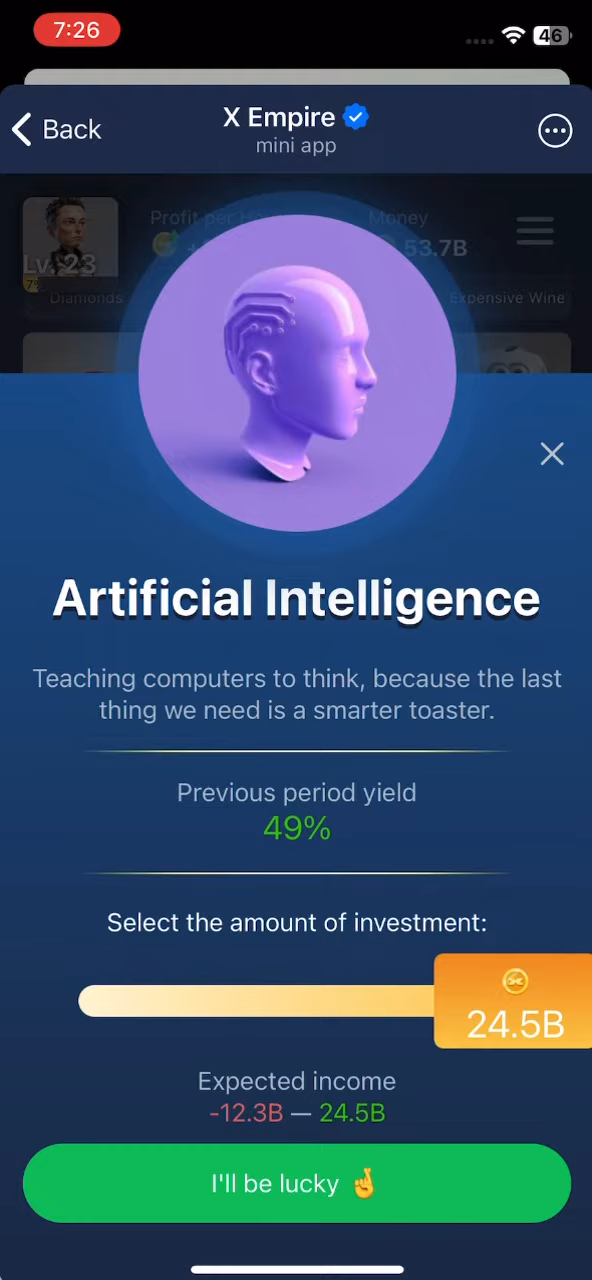 7:26
46
Back
X Empire
mini app
Profit per
Money
53.7B
Lv. 23
Diamonds
Expensive Wine
Artificial Intelligence
Teaching computers to think, because the last
thing we need is a smarter toaster.
Previous period yield
49%
Select the amount of investment:
24.5B
Expected income
-12.3B — 24.5B
I'll be lucky 🤞